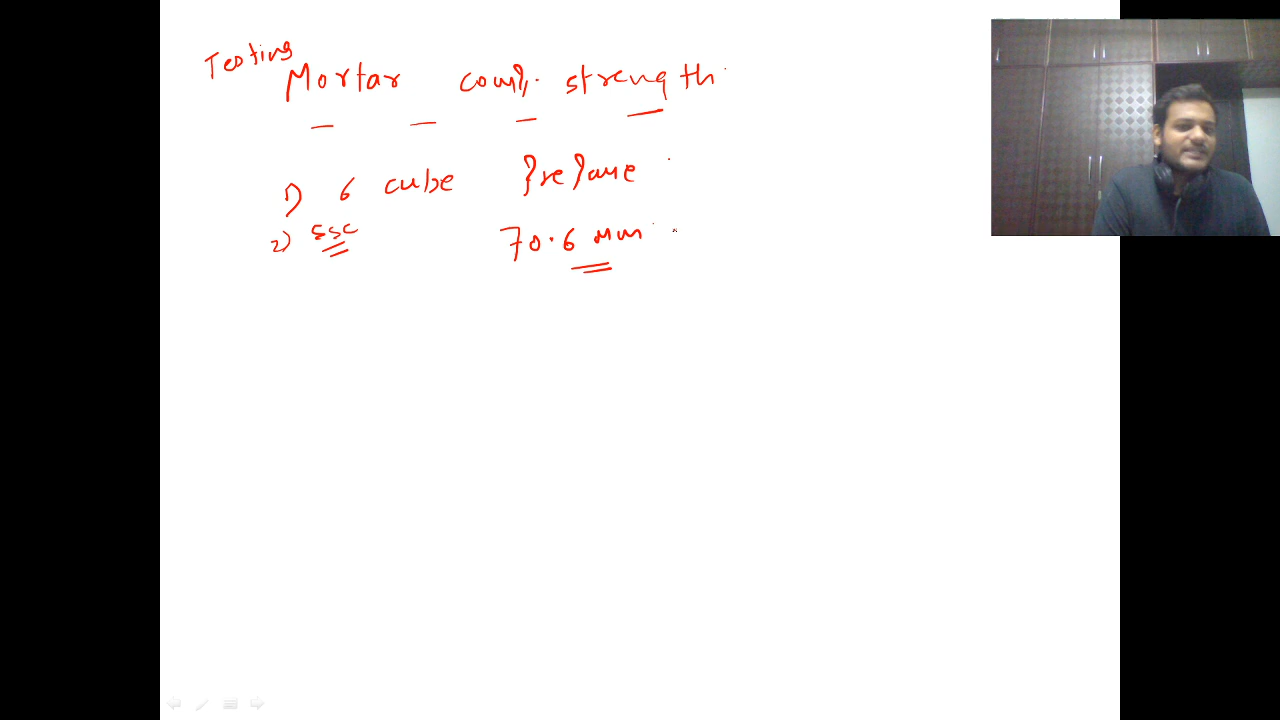 Testing
Mortar comp. strength
1) 6 cube prepare
2) SSC 70.6 mm